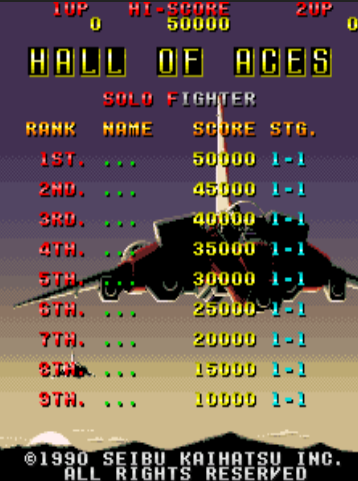 1UP HI-SCORE 2UP
0 50000 0
HALL OF ACES
SOLO FIGHTER
RANK NAME SCORE STG.
1ST. ... 50000 1-1
2ND. ... 45000 1-1
3RD. ... 40000 1-1
4TH. ... 35000 1-1
5TH. ... 30000 1-1
6TH. ... 25000 1-1
7TH. ... 20000 1-1
8TH. ... 15000 1-1
9TH. ... 10000 1-1
©1990 SEIBU KAIHATSU INC.
ALL RIGHTS RESERVED